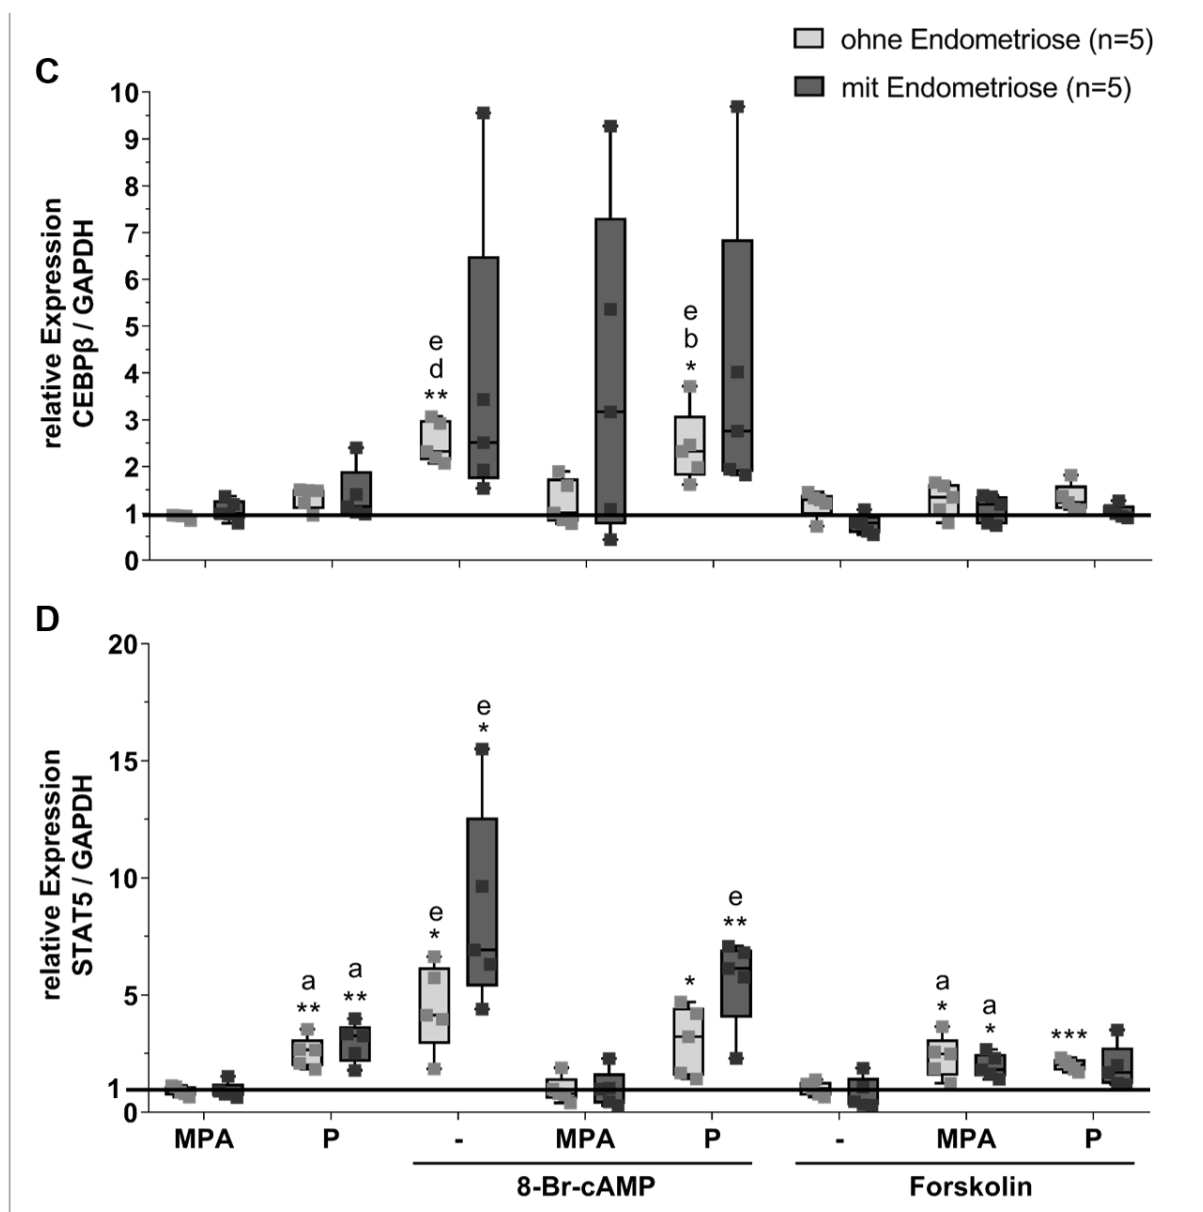 ohne Endometriose (n=5)
mit Endometriose (n=5)
C
relative Expression
CEBPβ / GAPDH
10
9
8
7
6
5
4
3
2
1
0
e
d
**
e
b
*
D
relative Expression
STAT5 / GAPDH
20
15
10
5
1
0
a
**
a
**
e
*
e
*
*
e
**
a
*
a
*
***
MPA P - MPA P - MPA P
8-Br-cAMP Forskolin